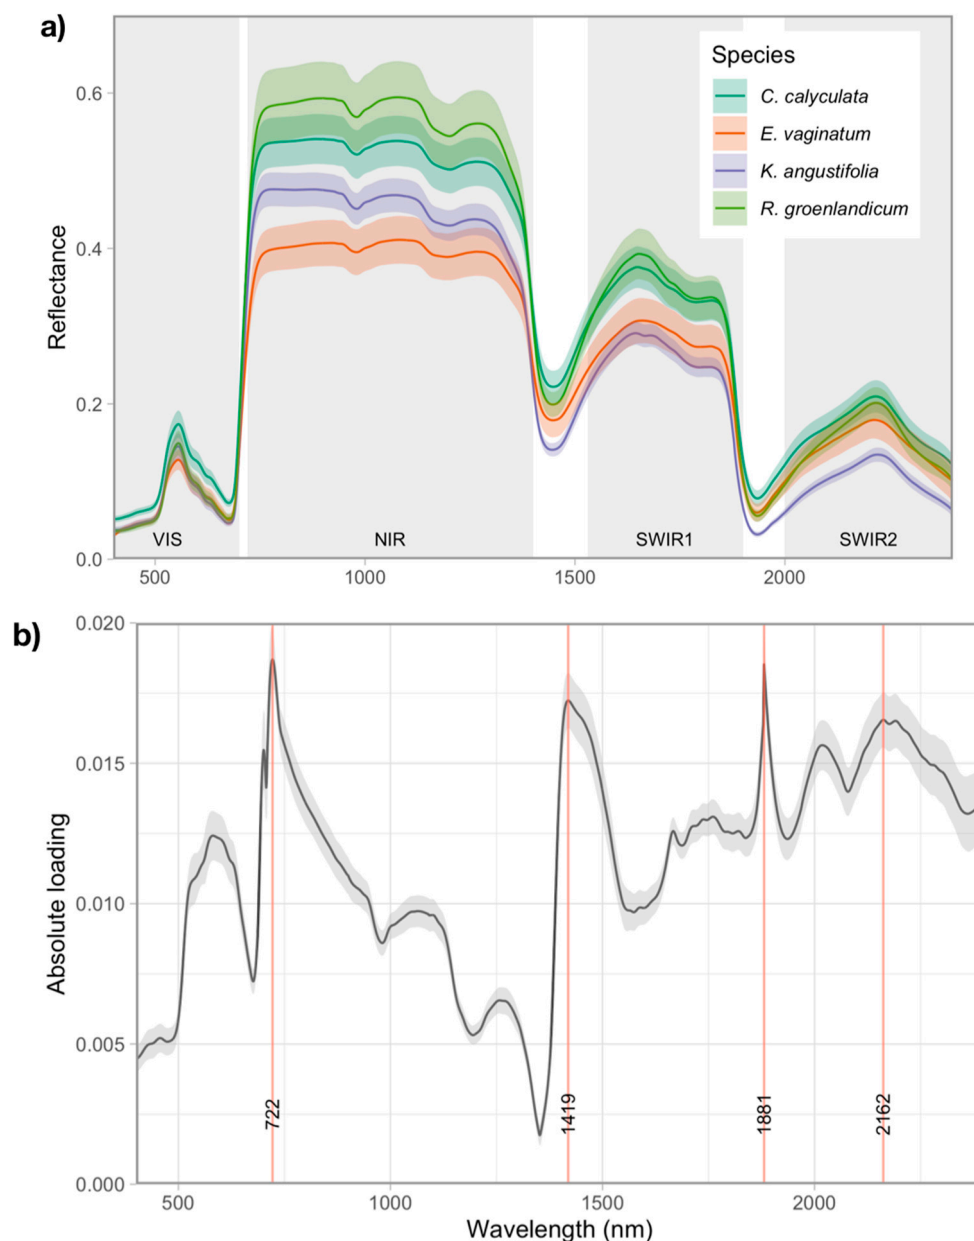 a)
Reflectance
0.6
0.4
0.2
0.0
Species
C. calyculata
E. vaginatum
K. angustifolia
R. groenlandicum
VIS
NIR
SWIR1
SWIR2
500
1000
1500
2000
b)
Absolute loading
0.020
0.015
0.010
0.005
0.000
722
1419
1881
2162
500
1000
1500
2000
Wavelength (nm)